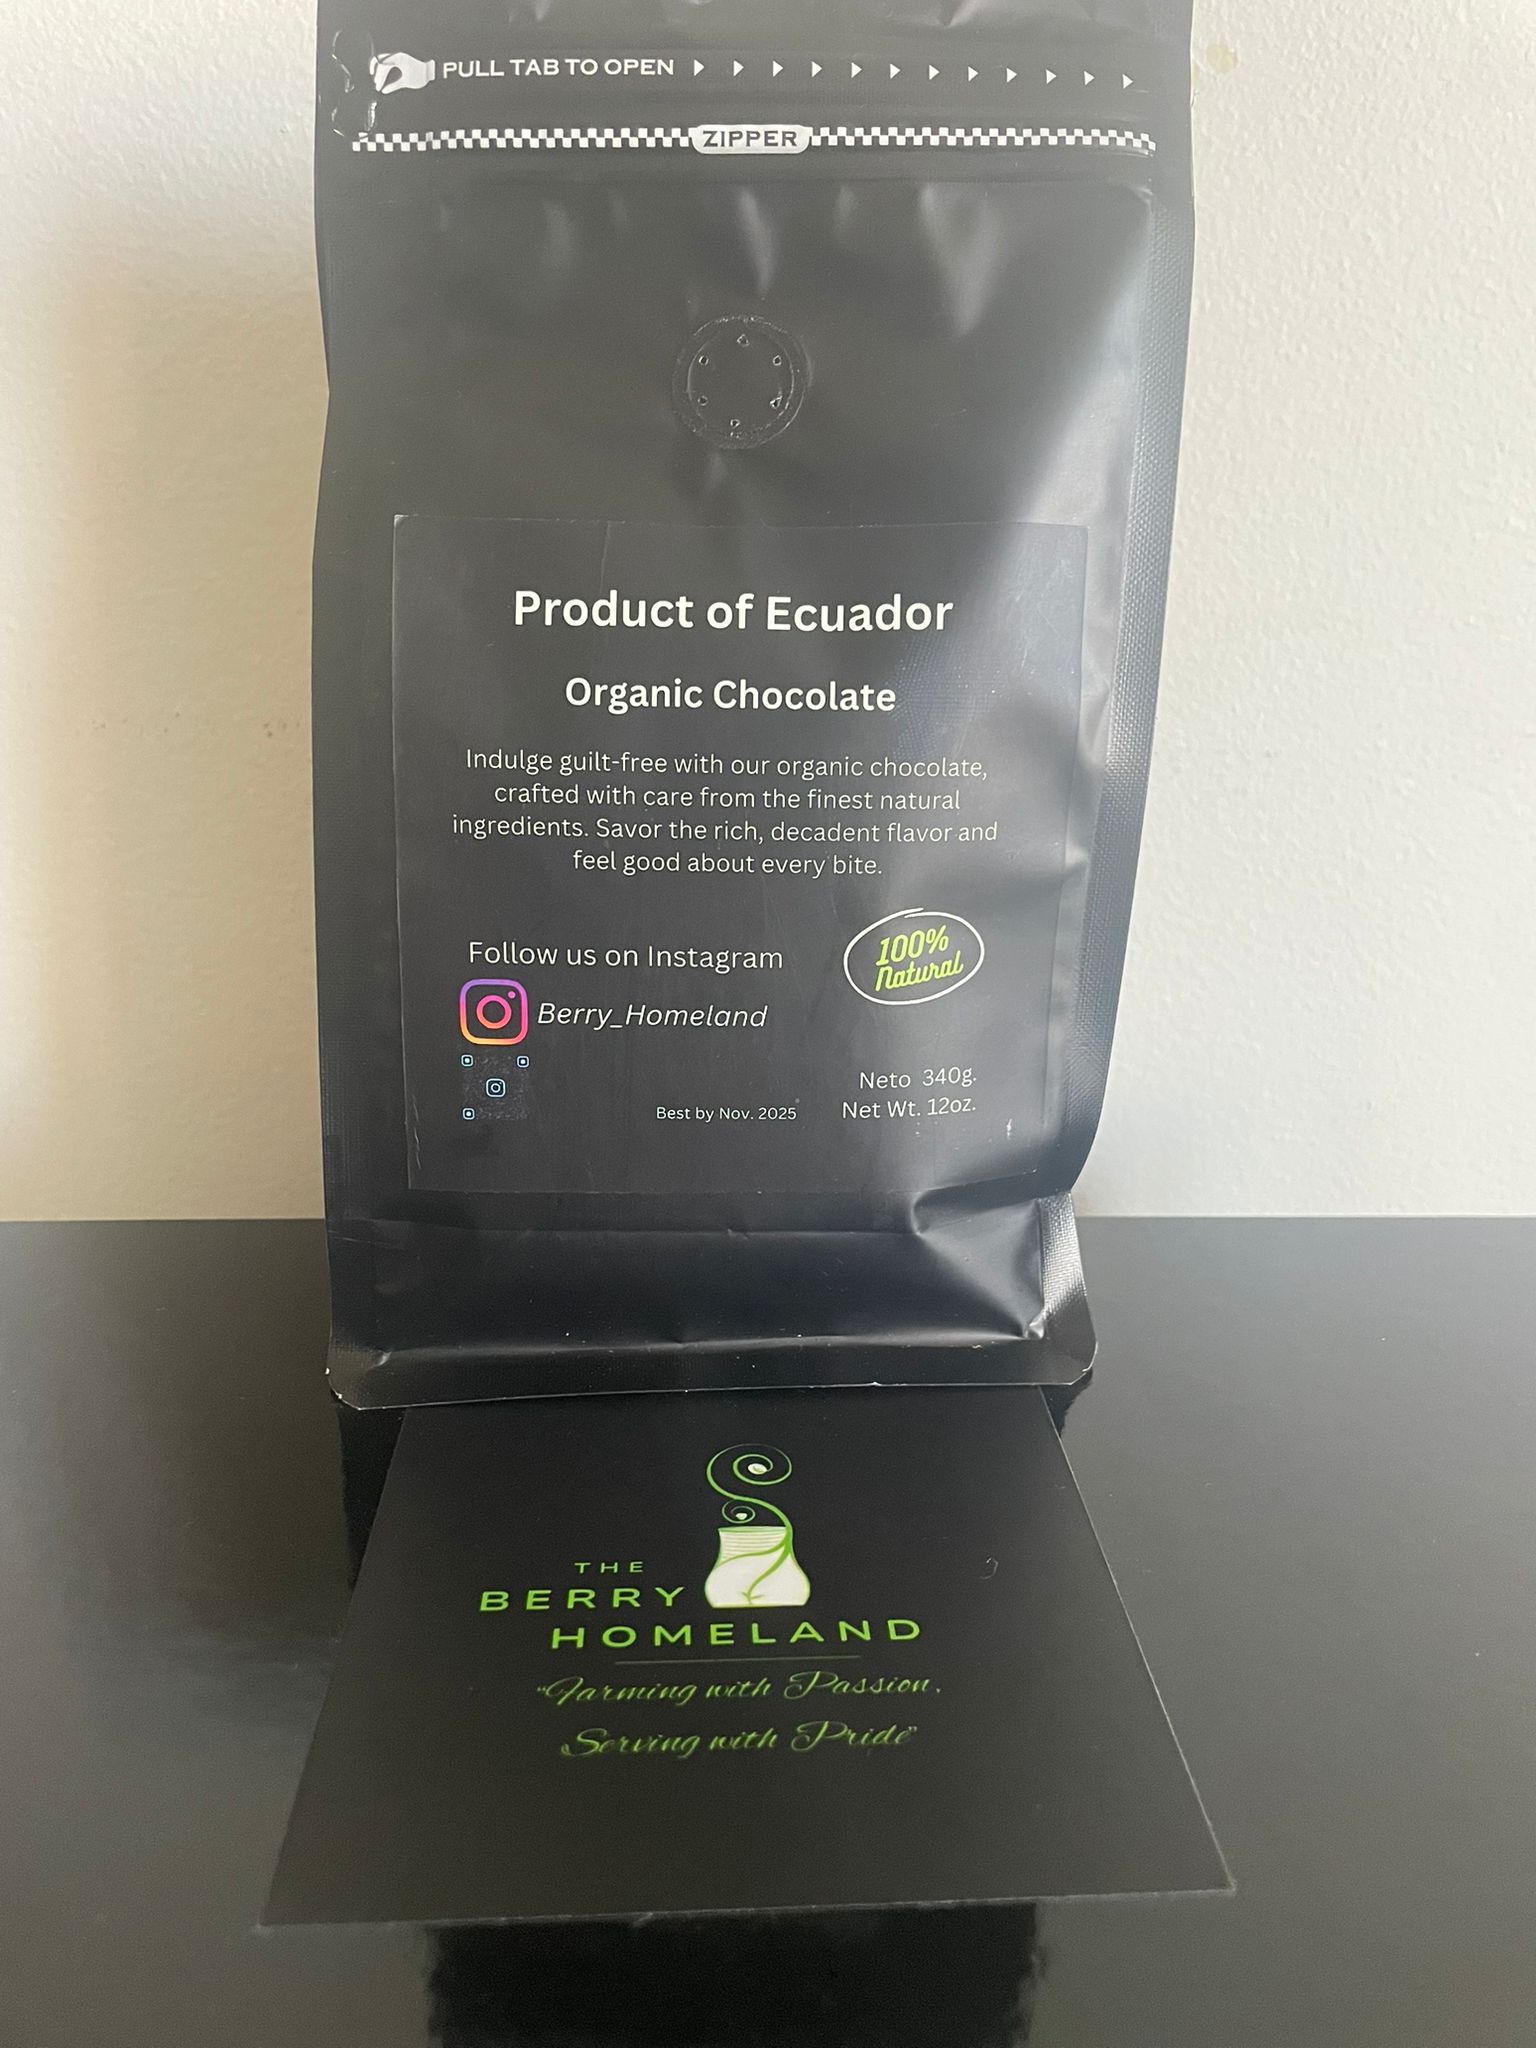 PULL TAB TO OPEN
ZIPPER
Product of Ecuador
Organic Chocolate
Indulge guilt-free with our organic chocolate,
crafted with care from the finest natural
ingredients. Savor the rich, decadent flavor and
feel good about every bite.
Follow us on Instagram
Berry_Homeland
100%
Natural
Neto 340g.
Net Wt. 12oz.
Best by Nov. 2025
THE
BERRY
HOMELAND
"Farming with Passion,
Serving with Pride"